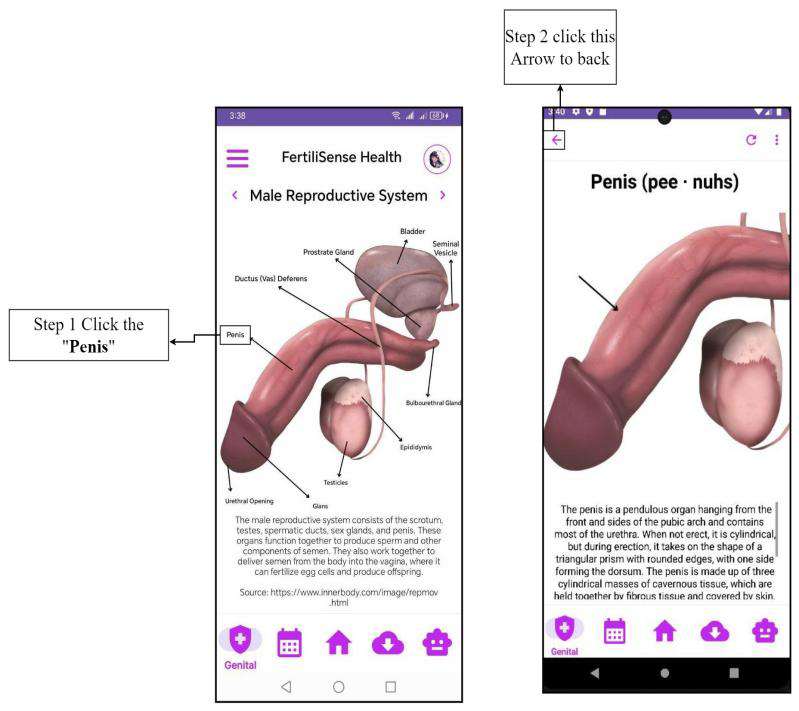 Step 2 click this
Arrow to back
3:38
68
FertiliSense Health
< Male Reproductive System >
Bladder
Prostrate Gland
Seminal
Vesicle
Ductus (Vas) Deferens
Step 1 Click the
"Penis"
Penis
Bulbourethral Gland
Epididymis
Testicles
Urethral Opening
Glans
The male reproductive system consists of the scrotum,
testes, spermatic ducts, sex glands, and penis. These
organs function together to produce sperm and other
components of semen. They also work together to
deliver semen from the body into the vagina, where it
can fertilize egg cells and produce offspring.
Source: https://www.innerbody.com/image/repmov
.html
Genital
3:40
Penis (pee · nuhs)
The penis is a pendulous organ hanging from the
front and sides of the pubic arch and contains
most of the urethra. When not erect, it is cylindrical,
but during erection, it takes on the shape of a
triangular prism with rounded edges, with one side
forming the dorsum. The penis is made up of three
cylindrical masses of cavernous tissue, which are
held together by fibrous tissue and covered by skin.
Genital